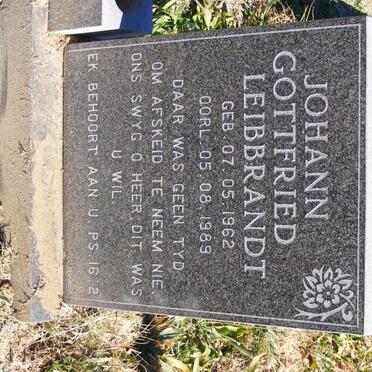 JOHANN
GOTTFRIED
LEIBBRANDT
GEB 07.05.1962
OORL.05.08.1989
DAAR WAS GEEN TYD
OM AFSKEID TE NEEM NIE
ONS SWYG O HEER, DIT WAS
U WIL.
EK BEHOORT AAN U PS.16:2